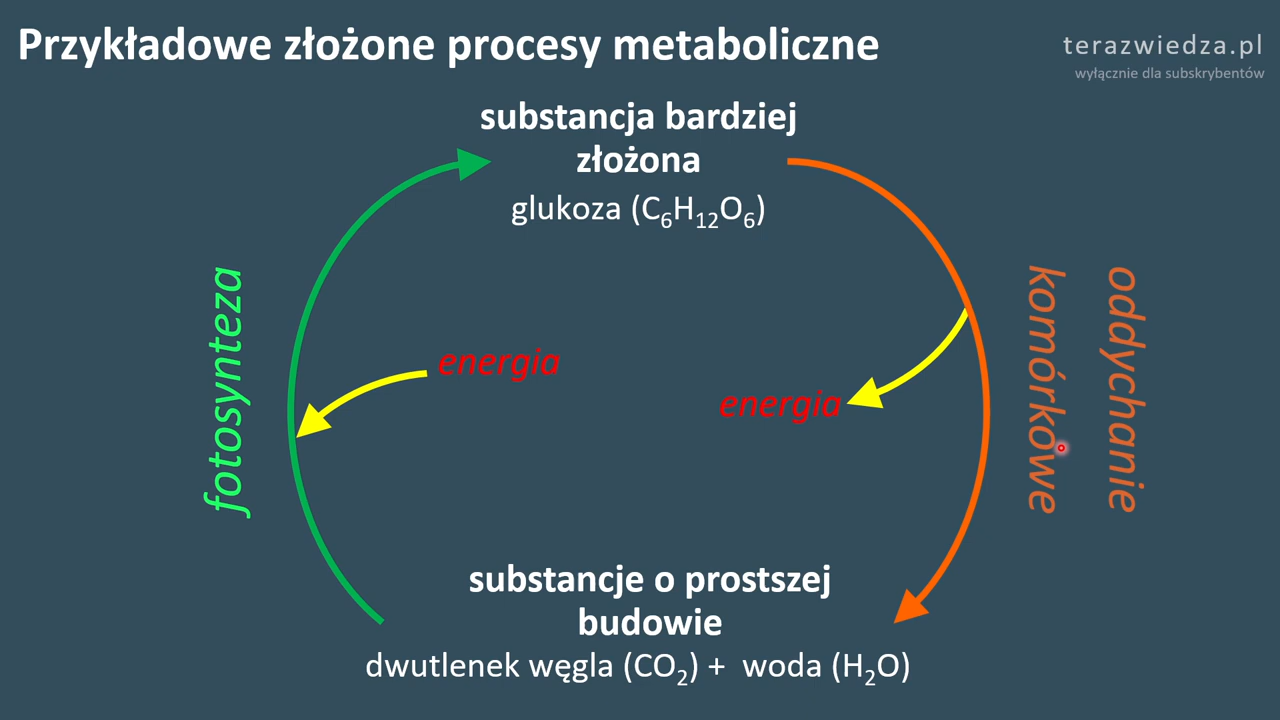 Przykładowe złożone procesy metaboliczne
terazwiedza.pl
wyłącznie dla subskrybentów
substancja bardziej
złożona
glukoza (C₆H₁₂O₆)
fotosynteza
energia
energia
oddychanie
komórkowe
substancje o prostszej
budowie
dwutlenek węgla (CO₂) + woda (H₂O)